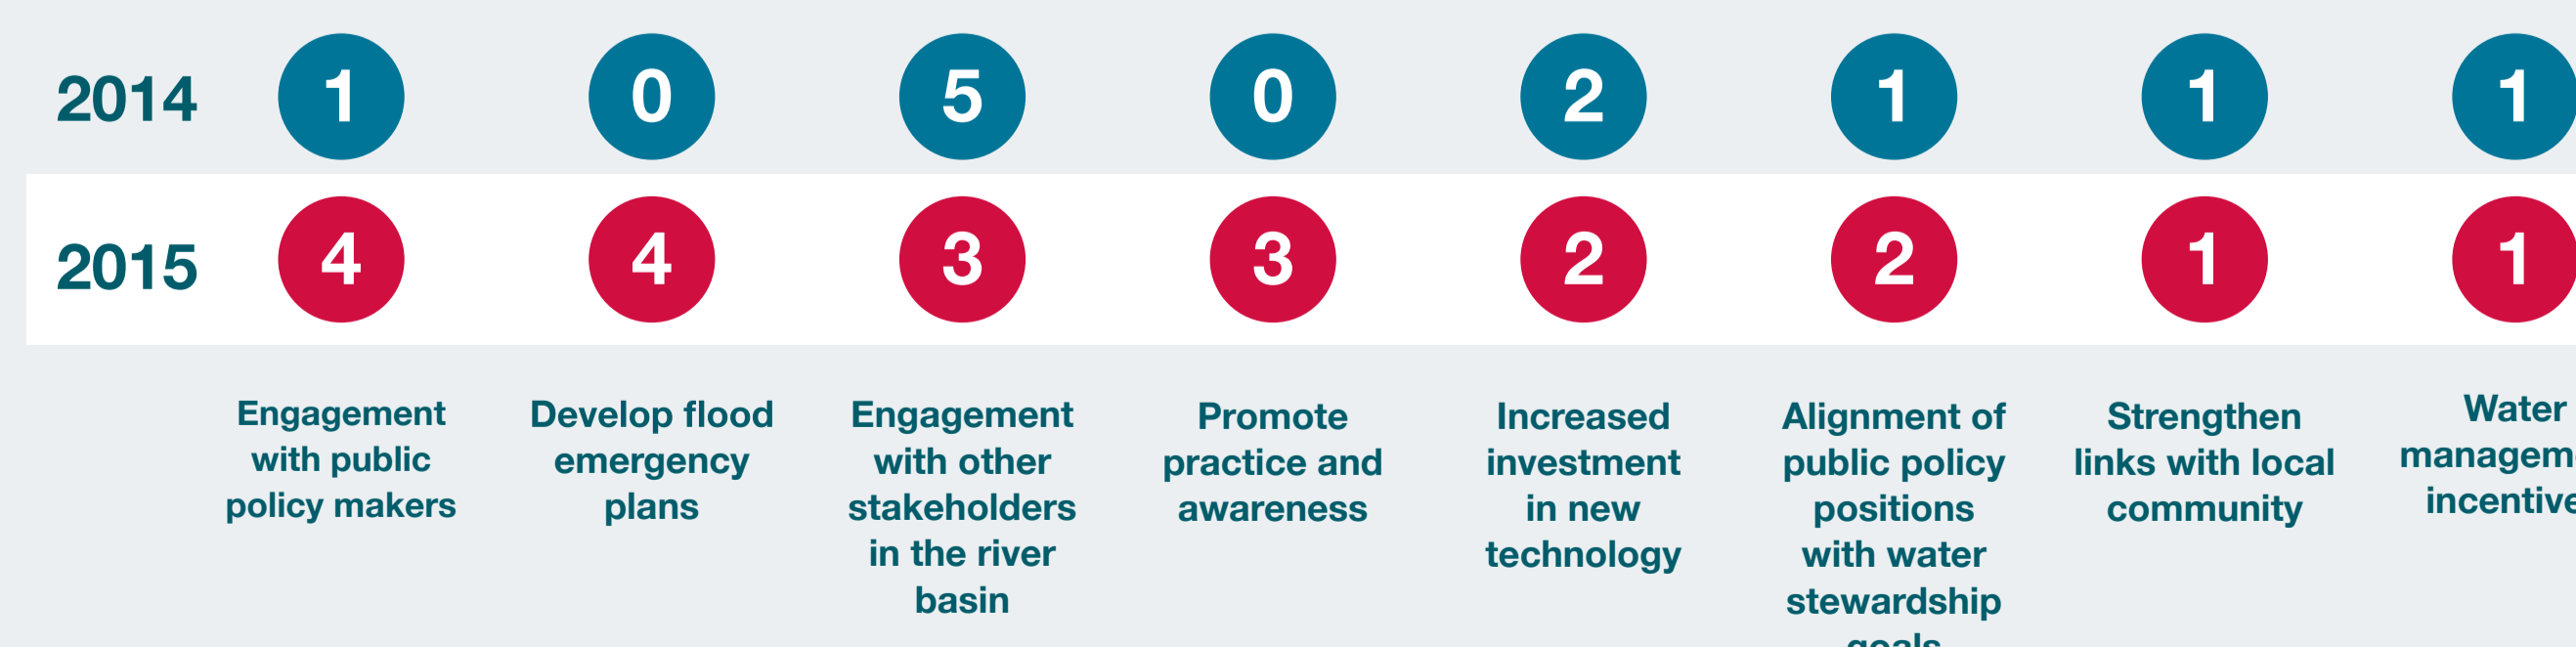 2014 1 0 5 0 2 1 1 1
2015 4 4 3 3 2 2 1 1
Engagement
with public
policy makers
Develop flood
emergency
plans
Engagement
with other
stakeholders
in the river
basin
Promote
practice and
awareness
Increased
investment
in new
technology
Alignment of
public policy
positions
with water
stewardship
goals
Strengthen
links with local
community
Water